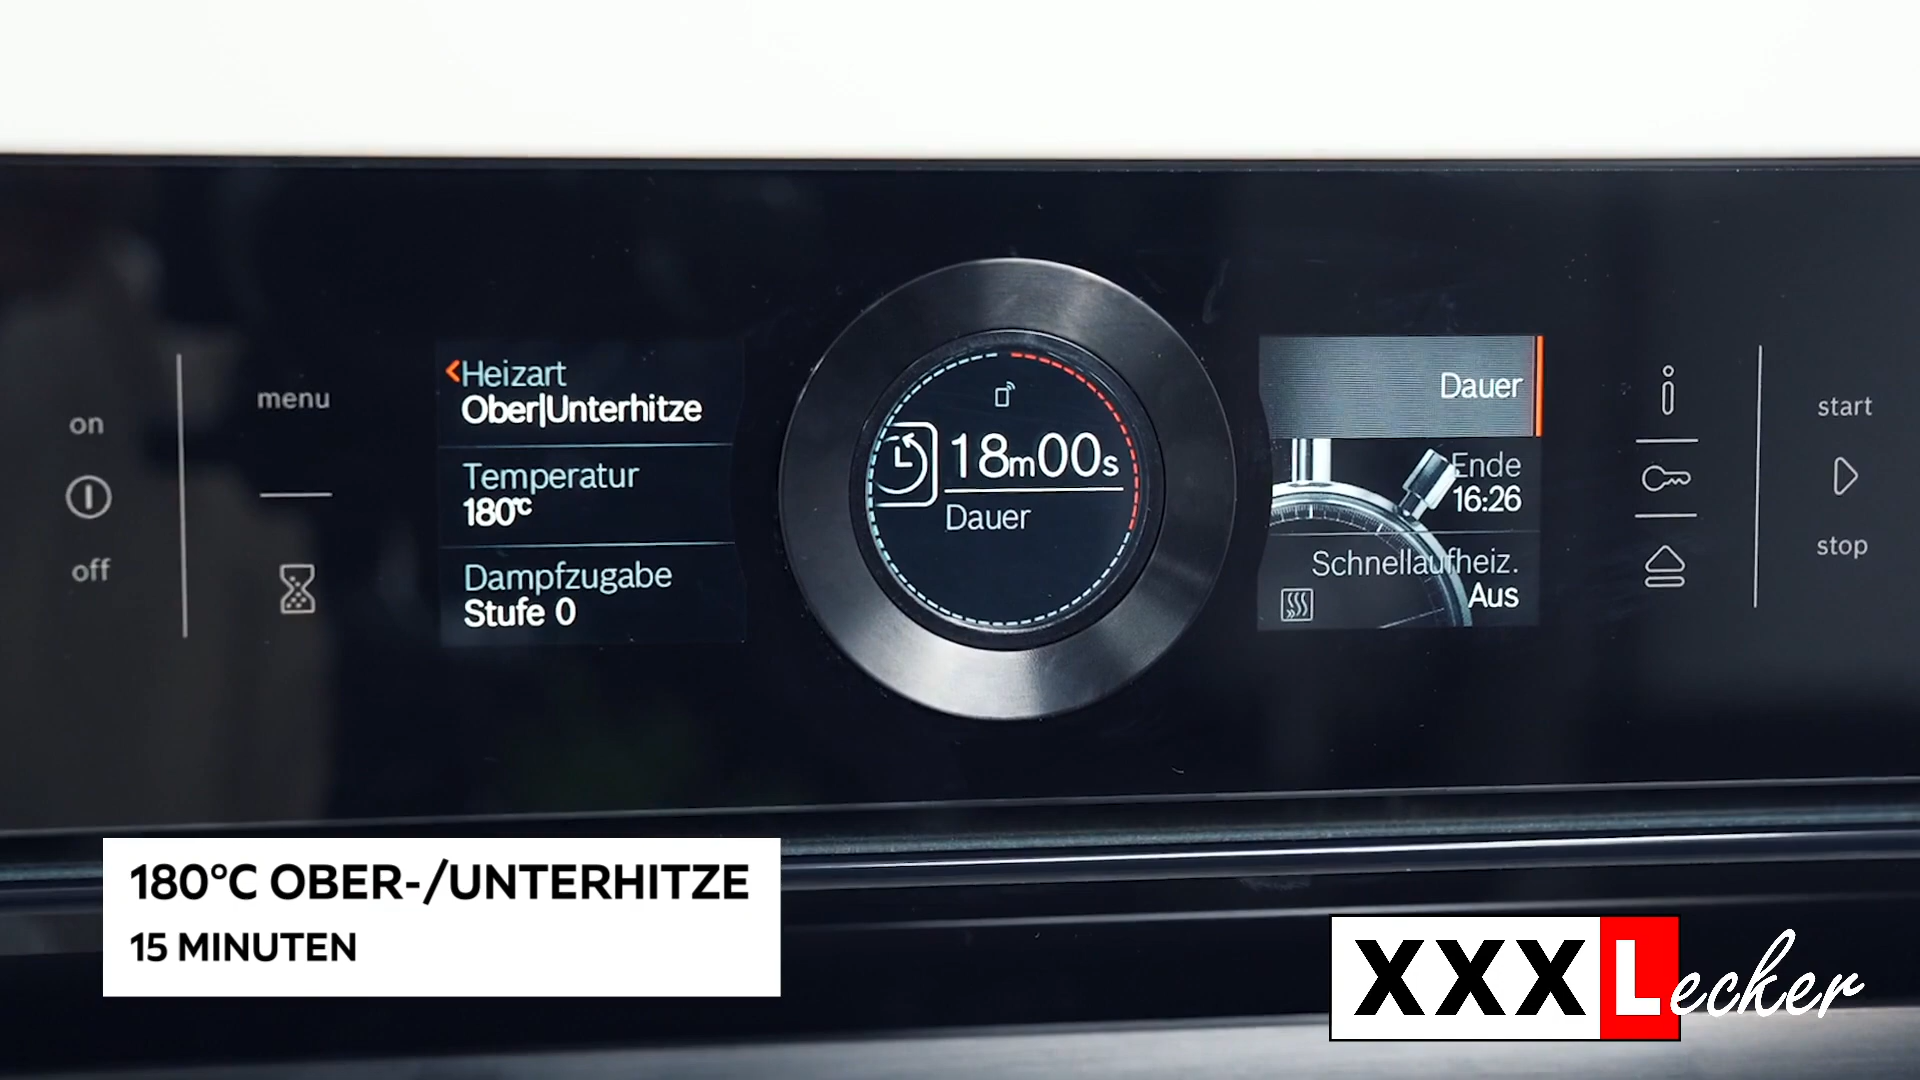 on
off
menu
Heizart
Ober|Unterhitze
Temperatur
180°C
Dampfzugabe
Stufe 0
18m00s
Dauer
Dauer
Ende
16:26
Schnellaufheiz.
Aus
start
stop
180°C OBER-/UNTERHITZE
15 MINUTEN
XXXLecker